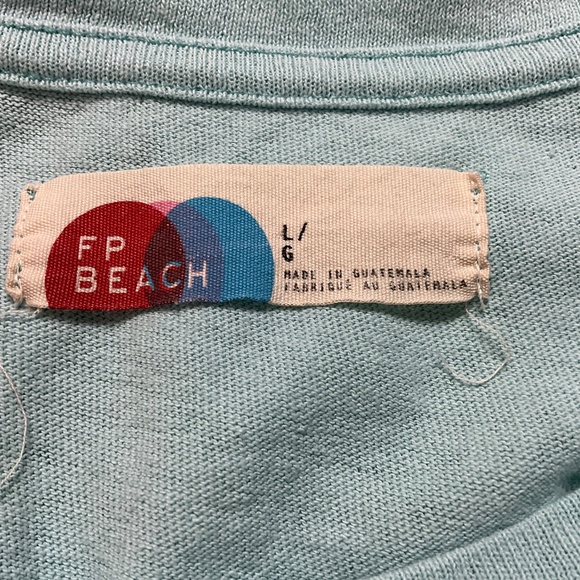 FP
BEACH
L/
G
MADE IN GUATEMALA
FABRIQUÉ AU GUATEMALA